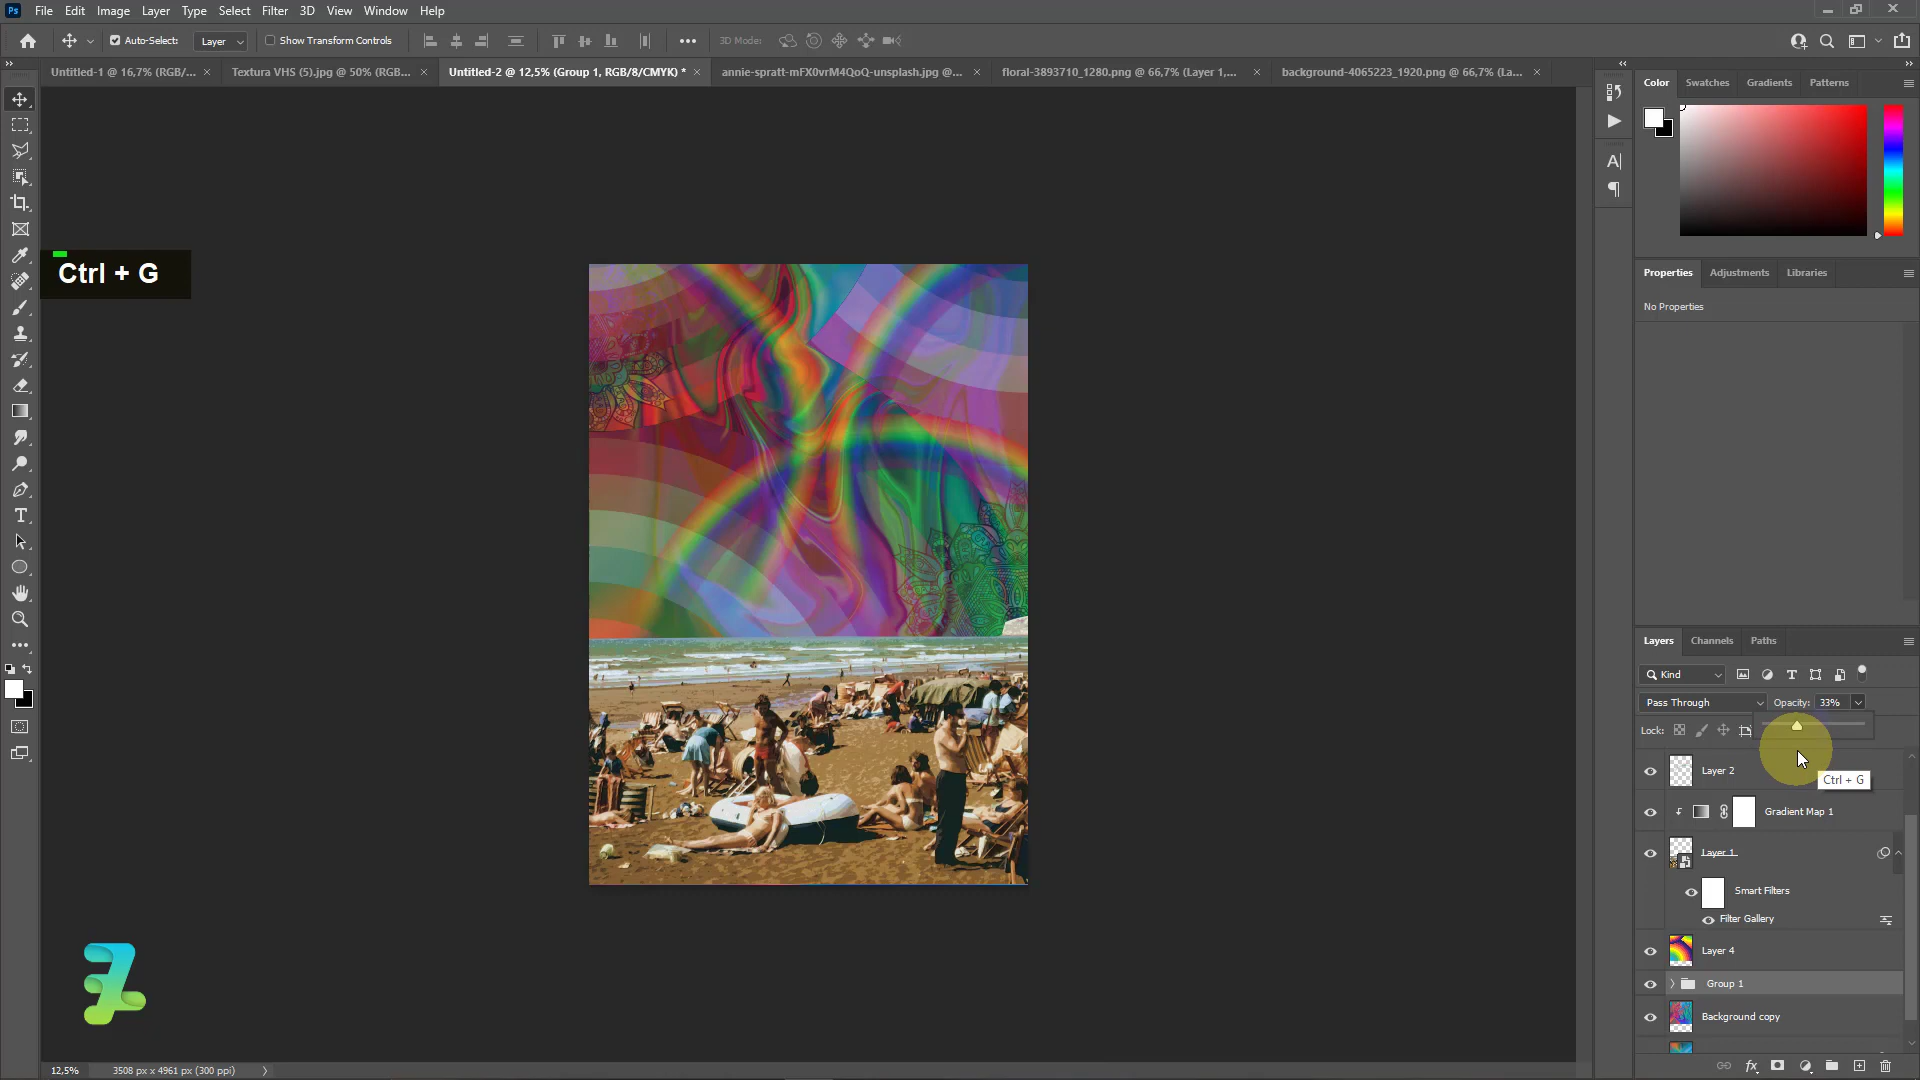 Ps File Edit Image Layer Type Select Filter 3D View Window Help
Auto-Select: Layer Show Transform Controls 3D Mode:
Untitled-1 @ 16,7% (RGB/... × Textura VHS (5).jpg @ 50% (RGB... × Untitled-2 @ 12,5% (Group 1, RGB/8/CMYK) * × annie-spratt-mFX0vrM4QoQ-unsplash.jpg @... × floral-3893710_1280.png @ 66,7% (Layer 1,... × background-4065223_1920.png @ 66,7% (La... ×
Color Swatches Gradients Patterns
Ctrl + G
Properties Adjustments Libraries
No Properties
Layers Channels Paths
Kind
Pass Through Opacity: 33%
Lock:
Layer 2
Ctrl + G
Gradient Map 1
Layer 1
Smart Filters
Filter Gallery
Layer 4
Group 1
Background copy
12,5% 3508 px x 4961 px (300 ppi)